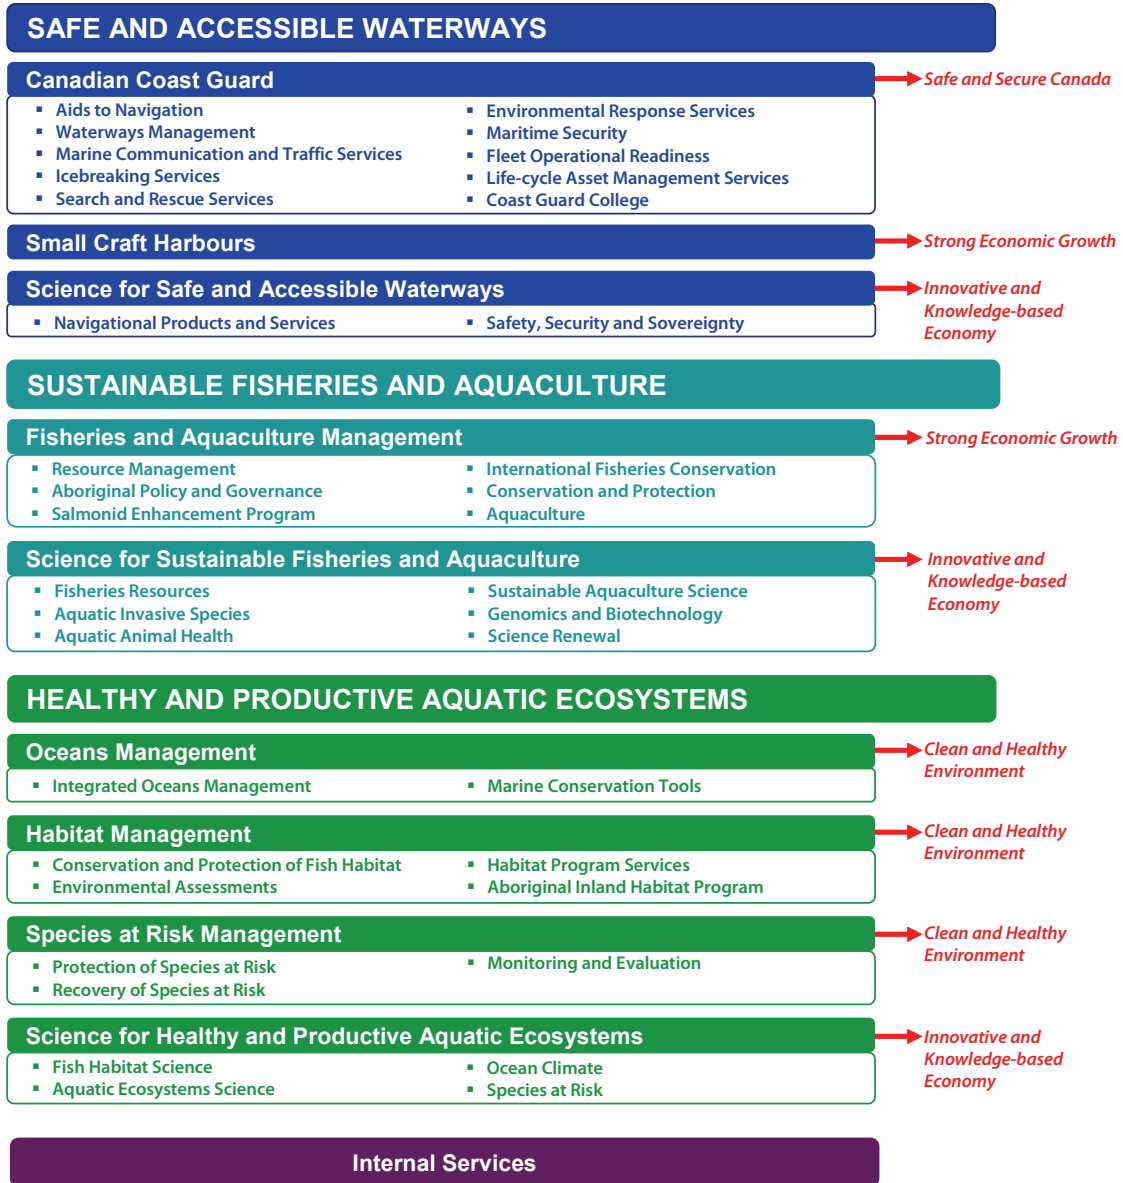 SAFE AND ACCESSIBLE WATERWAYS
Canadian Coast Guard
Safe and Secure Canada
▪ Aids to Navigation
▪ Waterways Management
▪ Marine Communication and Traffic Services
▪ Icebreaking Services
▪ Search and Rescue Services
▪ Environmental Response Services
▪ Maritime Security
▪ Fleet Operational Readiness
▪ Life-cycle Asset Management Services
▪ Coast Guard College
Small Craft Harbours
Strong Economic Growth
Science for Safe and Accessible Waterways
Innovative and
Knowledge-based
Economy
▪ Navigational Products and Services
▪ Safety, Security and Sovereignty
SUSTAINABLE FISHERIES AND AQUACULTURE
Fisheries and Aquaculture Management
Strong Economic Growth
▪ Resource Management
▪ Aboriginal Policy and Governance
▪ Salmonid Enhancement Program
▪ International Fisheries Conservation
▪ Conservation and Protection
▪ Aquaculture
Science for Sustainable Fisheries and Aquaculture
Innovative and
Knowledge-based
Economy
▪ Fisheries Resources
▪ Aquatic Invasive Species
▪ Aquatic Animal Health
▪ Sustainable Aquaculture Science
▪ Genomics and Biotechnology
▪ Science Renewal
HEALTHY AND PRODUCTIVE AQUATIC ECOSYSTEMS
Oceans Management
Clean and Healthy
Environment
▪ Integrated Oceans Management
▪ Marine Conservation Tools
Habitat Management
Clean and Healthy
Environment
▪ Conservation and Protection of Fish Habitat
▪ Environmental Assessments
▪ Habitat Program Services
▪ Aboriginal Inland Habitat Program
Species at Risk Management
Clean and Healthy
Environment
▪ Protection of Species at Risk
▪ Recovery of Species at Risk
▪ Monitoring and Evaluation
Science for Healthy and Productive Aquatic Ecosystems
Innovative and
Knowledge-based
Economy
▪ Fish Habitat Science
▪ Aquatic Ecosystems Science
▪ Ocean Climate
▪ Species at Risk
Internal Services